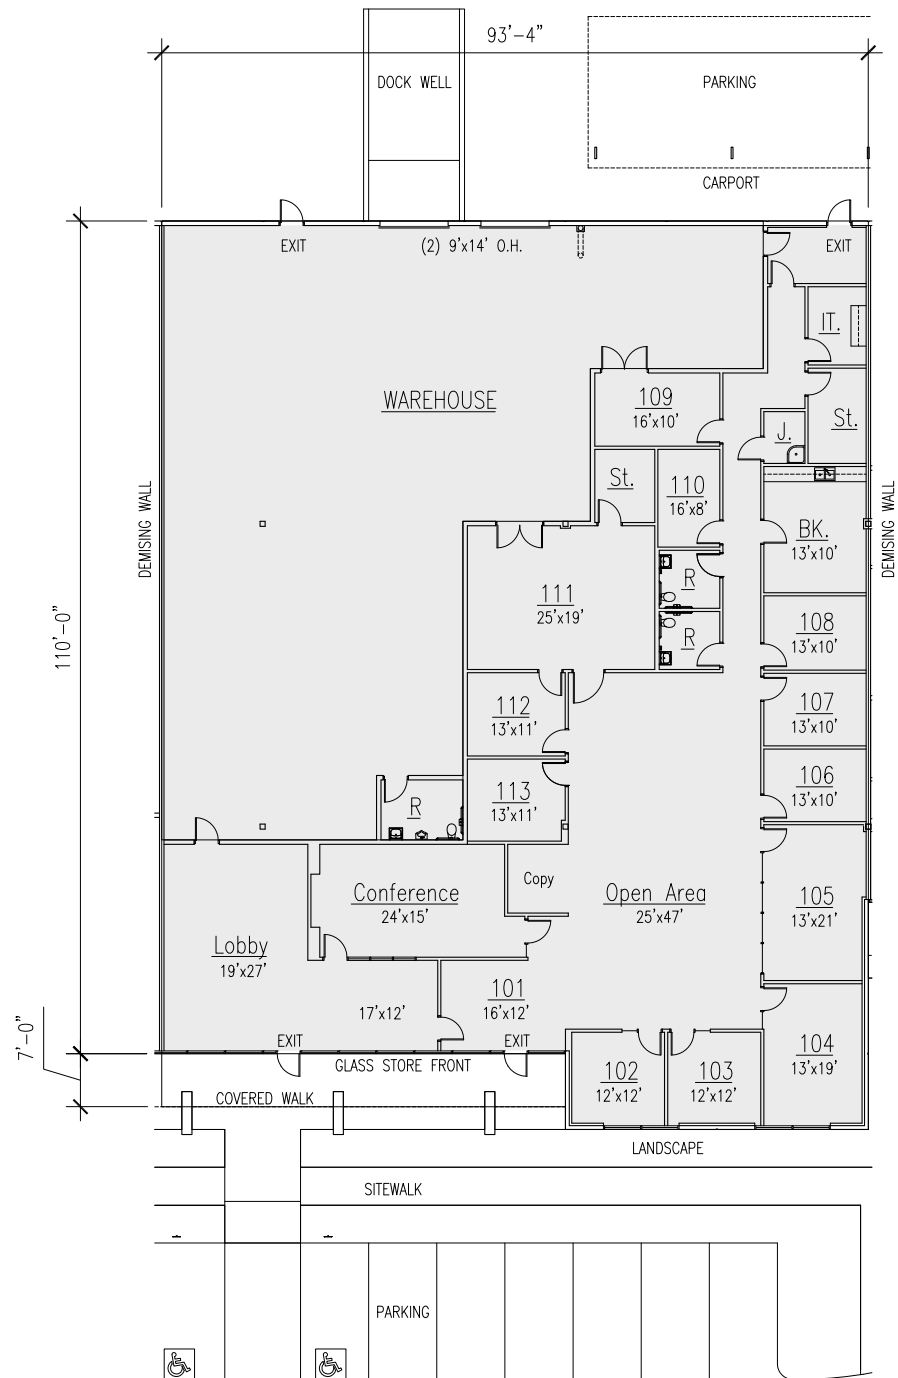 93'-4"
DOCK WELL
PARKING
CARPORT
EXIT
(2) 9'x14' O.H.
EXIT
IT.
WAREHOUSE
109
16'x10'
St.
J.
St.
110
16'x8'
DEMISING WALL
DEMISING WALL
BK.
13'x10'
R
111
25'x19'
108
13'x10'
R
110'-0"
112
13'x11'
107
13'x10'
113
13'x11'
106
13'x10'
R
Copy
Conference
24'x15'
Open Area
25'x47'
105
13'x21'
Lobby
19'x27'
101
16'x12'
17'x12'
7'-0"
EXIT
EXIT
104
13'x19'
GLASS STORE FRONT
102
12'x12'
103
12'x12'
COVERED WALK
LANDSCAPE
SITEWALK
PARKING